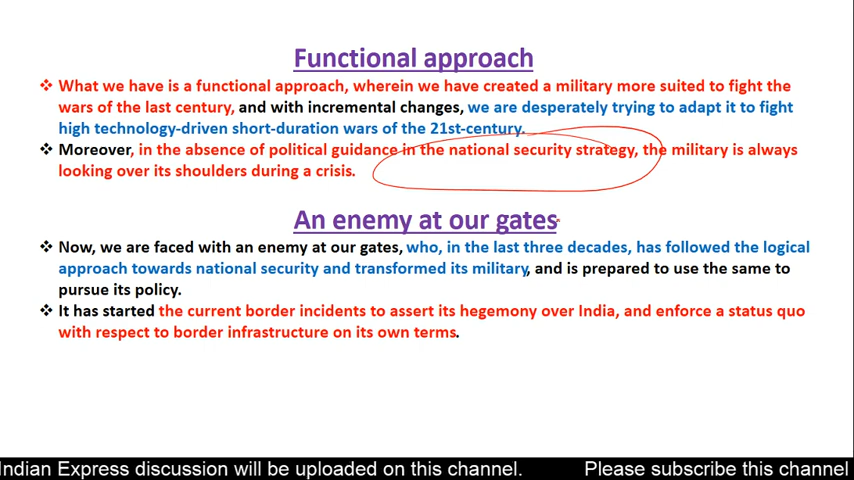 Functional approach
❖ What we have is a functional approach, wherein we have created a military more suited to fight the
wars of the last century, and with incremental changes, we are desperately trying to adapt it to fight
high technology-driven short-duration wars of the 21st-century.
❖ Moreover, in the absence of political guidance in the national security strategy, the military is always
looking over its shoulders during a crisis.
An enemy at our gates
❖ Now, we are faced with an enemy at our gates, who, in the last three decades, has followed the logical
approach towards national security and transformed its military, and is prepared to use the same to
pursue its policy.
❖ It has started the current border incidents to assert its hegemony over India, and enforce a status quo
with respect to border infrastructure on its own terms.
Indian Express discussion will be uploaded on this channel. Please subscribe this channel